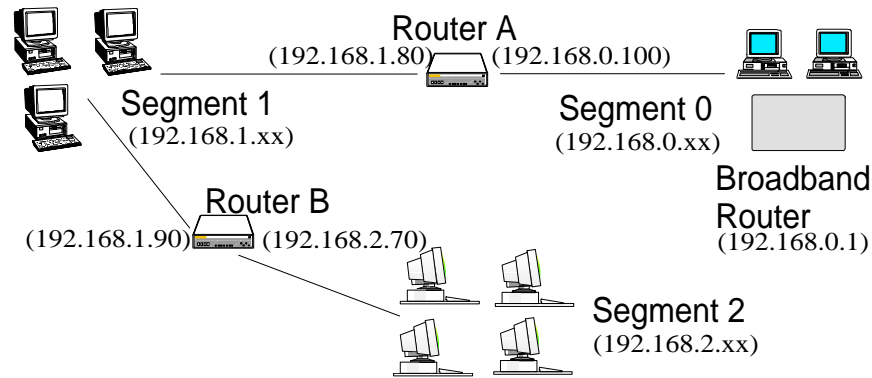 Router A
(192.168.1.80)
(192.168.0.100)
Segment 1
(192.168.1.xx)
Segment 0
(192.168.0.xx)
Broadband
Router
(192.168.0.1)
Router B
(192.168.1.90)
(192.168.2.70)
Segment 2
(192.168.2.xx)